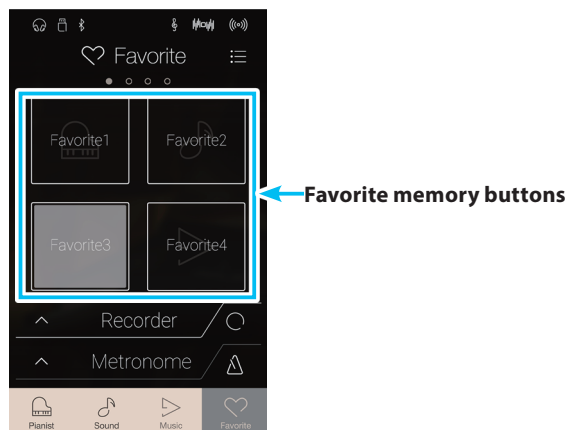 Favorite
Favorite1
Favorite2
Favorite memory buttons
Favorite3
Favorite4
Recorder
Metronome
Pianist
Sound
Music
Favorite